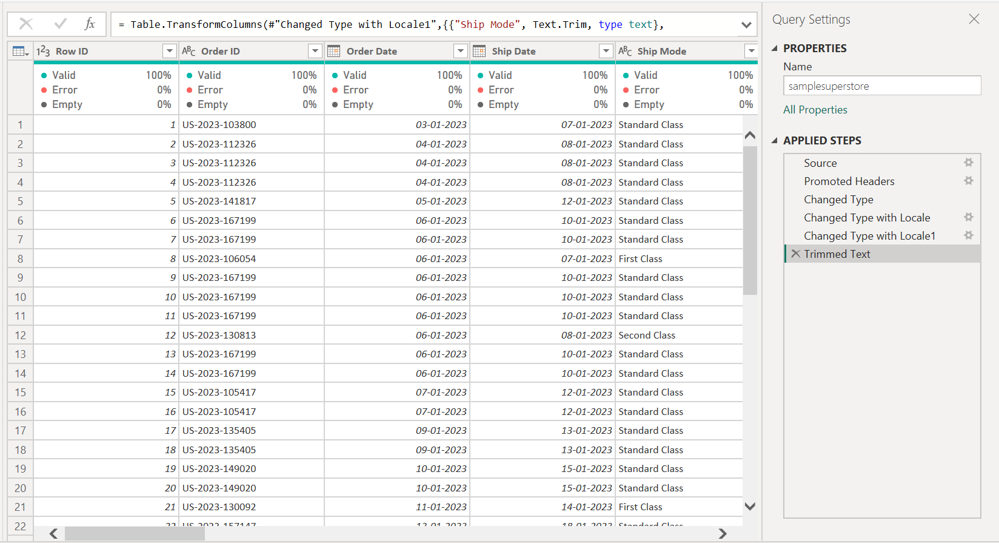 fx = Table.TransformColumns(#"Changed Type with Locale1",{{"Ship Mode", Text.Trim, type text},
1 2 3 Row ID ABC Order ID Order Date Ship Date ABC Ship Mode
Valid 100% Valid 100% Valid 100% Valid 100% Valid 100%
Error 0% Error 0% Error 0% Error 0% Error 0%
Empty 0% Empty 0% Empty 0% Empty 0% Empty 0%
1 1 US-2023-103800 03-01-2023 07-01-2023 Standard Class
2 2 US-2023-112326 04-01-2023 08-01-2023 Standard Class
3 3 US-2023-112326 04-01-2023 08-01-2023 Standard Class
4 4 US-2023-112326 04-01-2023 08-01-2023 Standard Class
5 5 US-2023-141817 05-01-2023 12-01-2023 Standard Class
6 6 US-2023-167199 06-01-2023 10-01-2023 Standard Class
7 7 US-2023-167199 06-01-2023 10-01-2023 Standard Class
8 8 US-2023-106054 06-01-2023 07-01-2023 First Class
9 9 US-2023-167199 06-01-2023 10-01-2023 Standard Class
10 10 US-2023-167199 06-01-2023 10-01-2023 Standard Class
11 11 US-2023-167199 06-01-2023 10-01-2023 Standard Class
12 12 US-2023-130813 06-01-2023 08-01-2023 Second Class
13 13 US-2023-167199 06-01-2023 10-01-2023 Standard Class
14 14 US-2023-167199 06-01-2023 10-01-2023 Standard Class
15 15 US-2023-105417 07-01-2023 12-01-2023 Standard Class
16 16 US-2023-105417 07-01-2023 12-01-2023 Standard Class
17 17 US-2023-135405 09-01-2023 13-01-2023 Standard Class
18 18 US-2023-135405 09-01-2023 13-01-2023 Standard Class
19 19 US-2023-149020 10-01-2023 15-01-2023 Standard Class
20 20 US-2023-149020 10-01-2023 15-01-2023 Standard Class
21 21 US-2023-130092 11-01-2023 14-01-2023 First Class
22 22 US-2023-157147 12-01-2023 18-01-2023 Standard Class
Query Settings
PROPERTIES
Name
samplesuperstore
All Properties
APPLIED STEPS
Source
Promoted Headers
Changed Type
Changed Type with Locale
Changed Type with Locale1
Trimmed Text